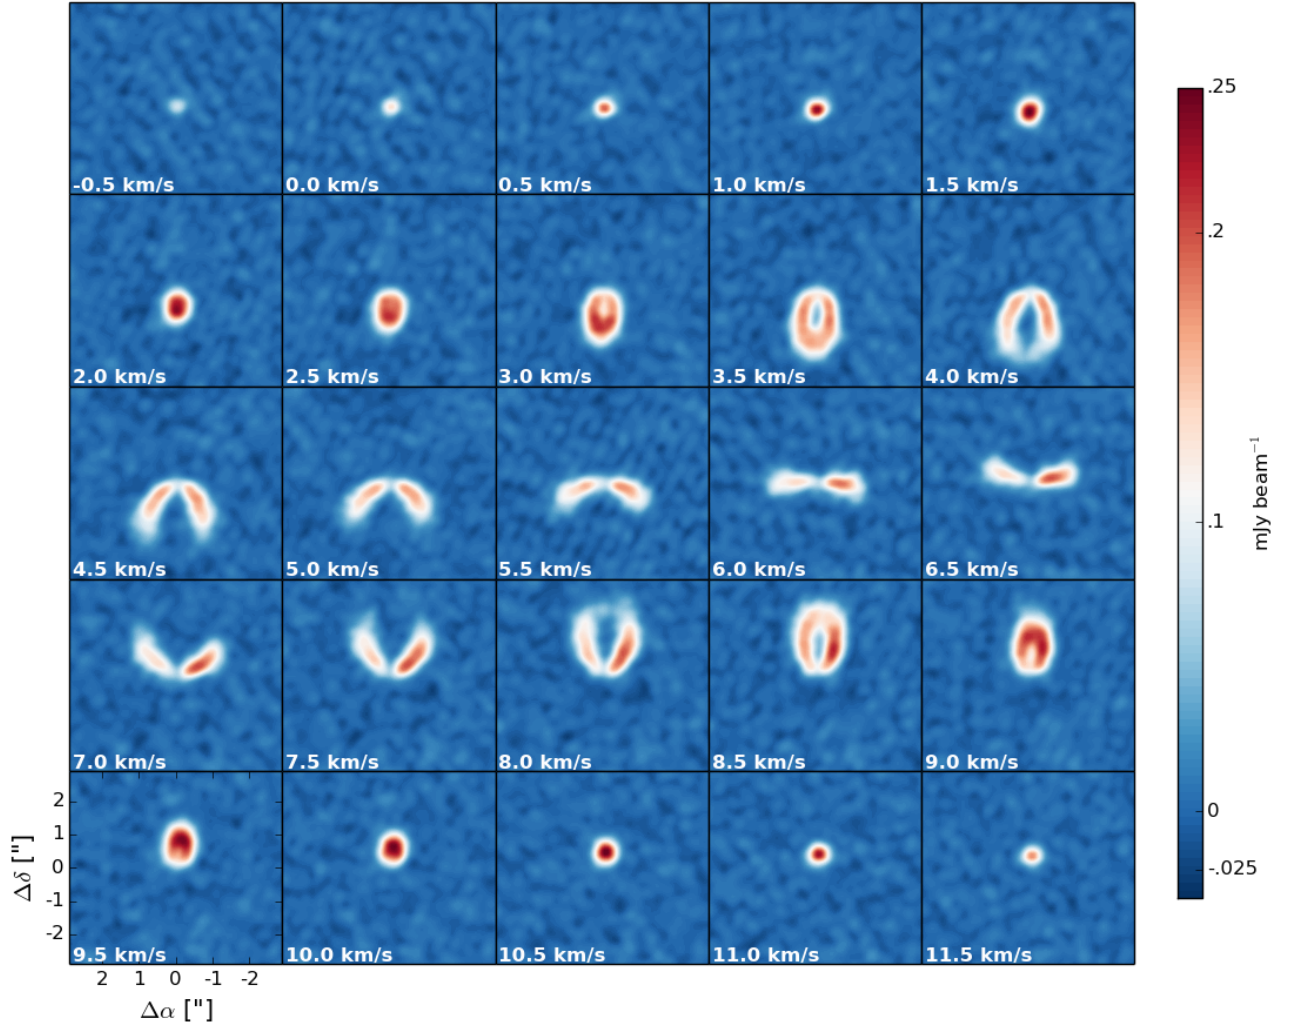 -0.5 km/s 0.0 km/s 0.5 km/s 1.0 km/s 1.5 km/s
2.0 km/s 2.5 km/s 3.0 km/s 3.5 km/s 4.0 km/s
4.5 km/s 5.0 km/s 5.5 km/s 6.0 km/s 6.5 km/s
7.0 km/s 7.5 km/s 8.0 km/s 8.5 km/s 9.0 km/s
9.5 km/s 10.0 km/s 10.5 km/s 11.0 km/s 11.5 km/s
2
1
0
-1
-2
Δδ ["]
2 1 0 -1 -2
Δα ["]
.25
.2
.1
0
-.025
mJy beam⁻¹